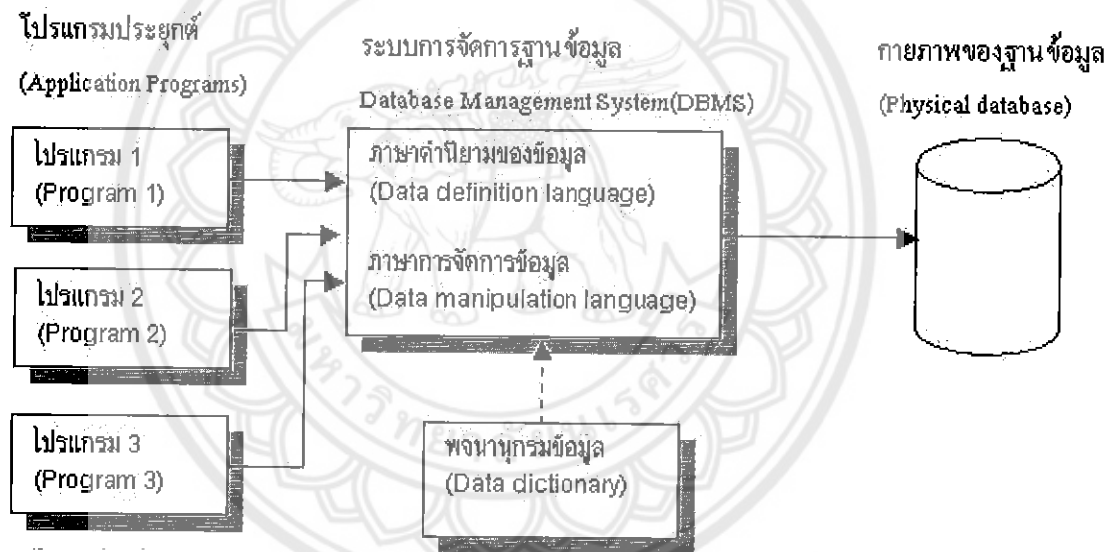 โปรแกรมประยุกต์
(Application Programs)
โปรแกรม 1
(Program 1)
โปรแกรม 2
(Program 2)
โปรแกรม 3
(Program 3)
ระบบการจัดการฐานข้อมูล
Database Management System(DBMS)
ภาษาคำนิยามของข้อมูล
(Data definition language)
ภาษาการจัดการข้อมูล
(Data manipulation language)
พจนานุกรมข้อมูล
(Data dictionary)
กายภาพของฐานข้อมูล
(Physical database)